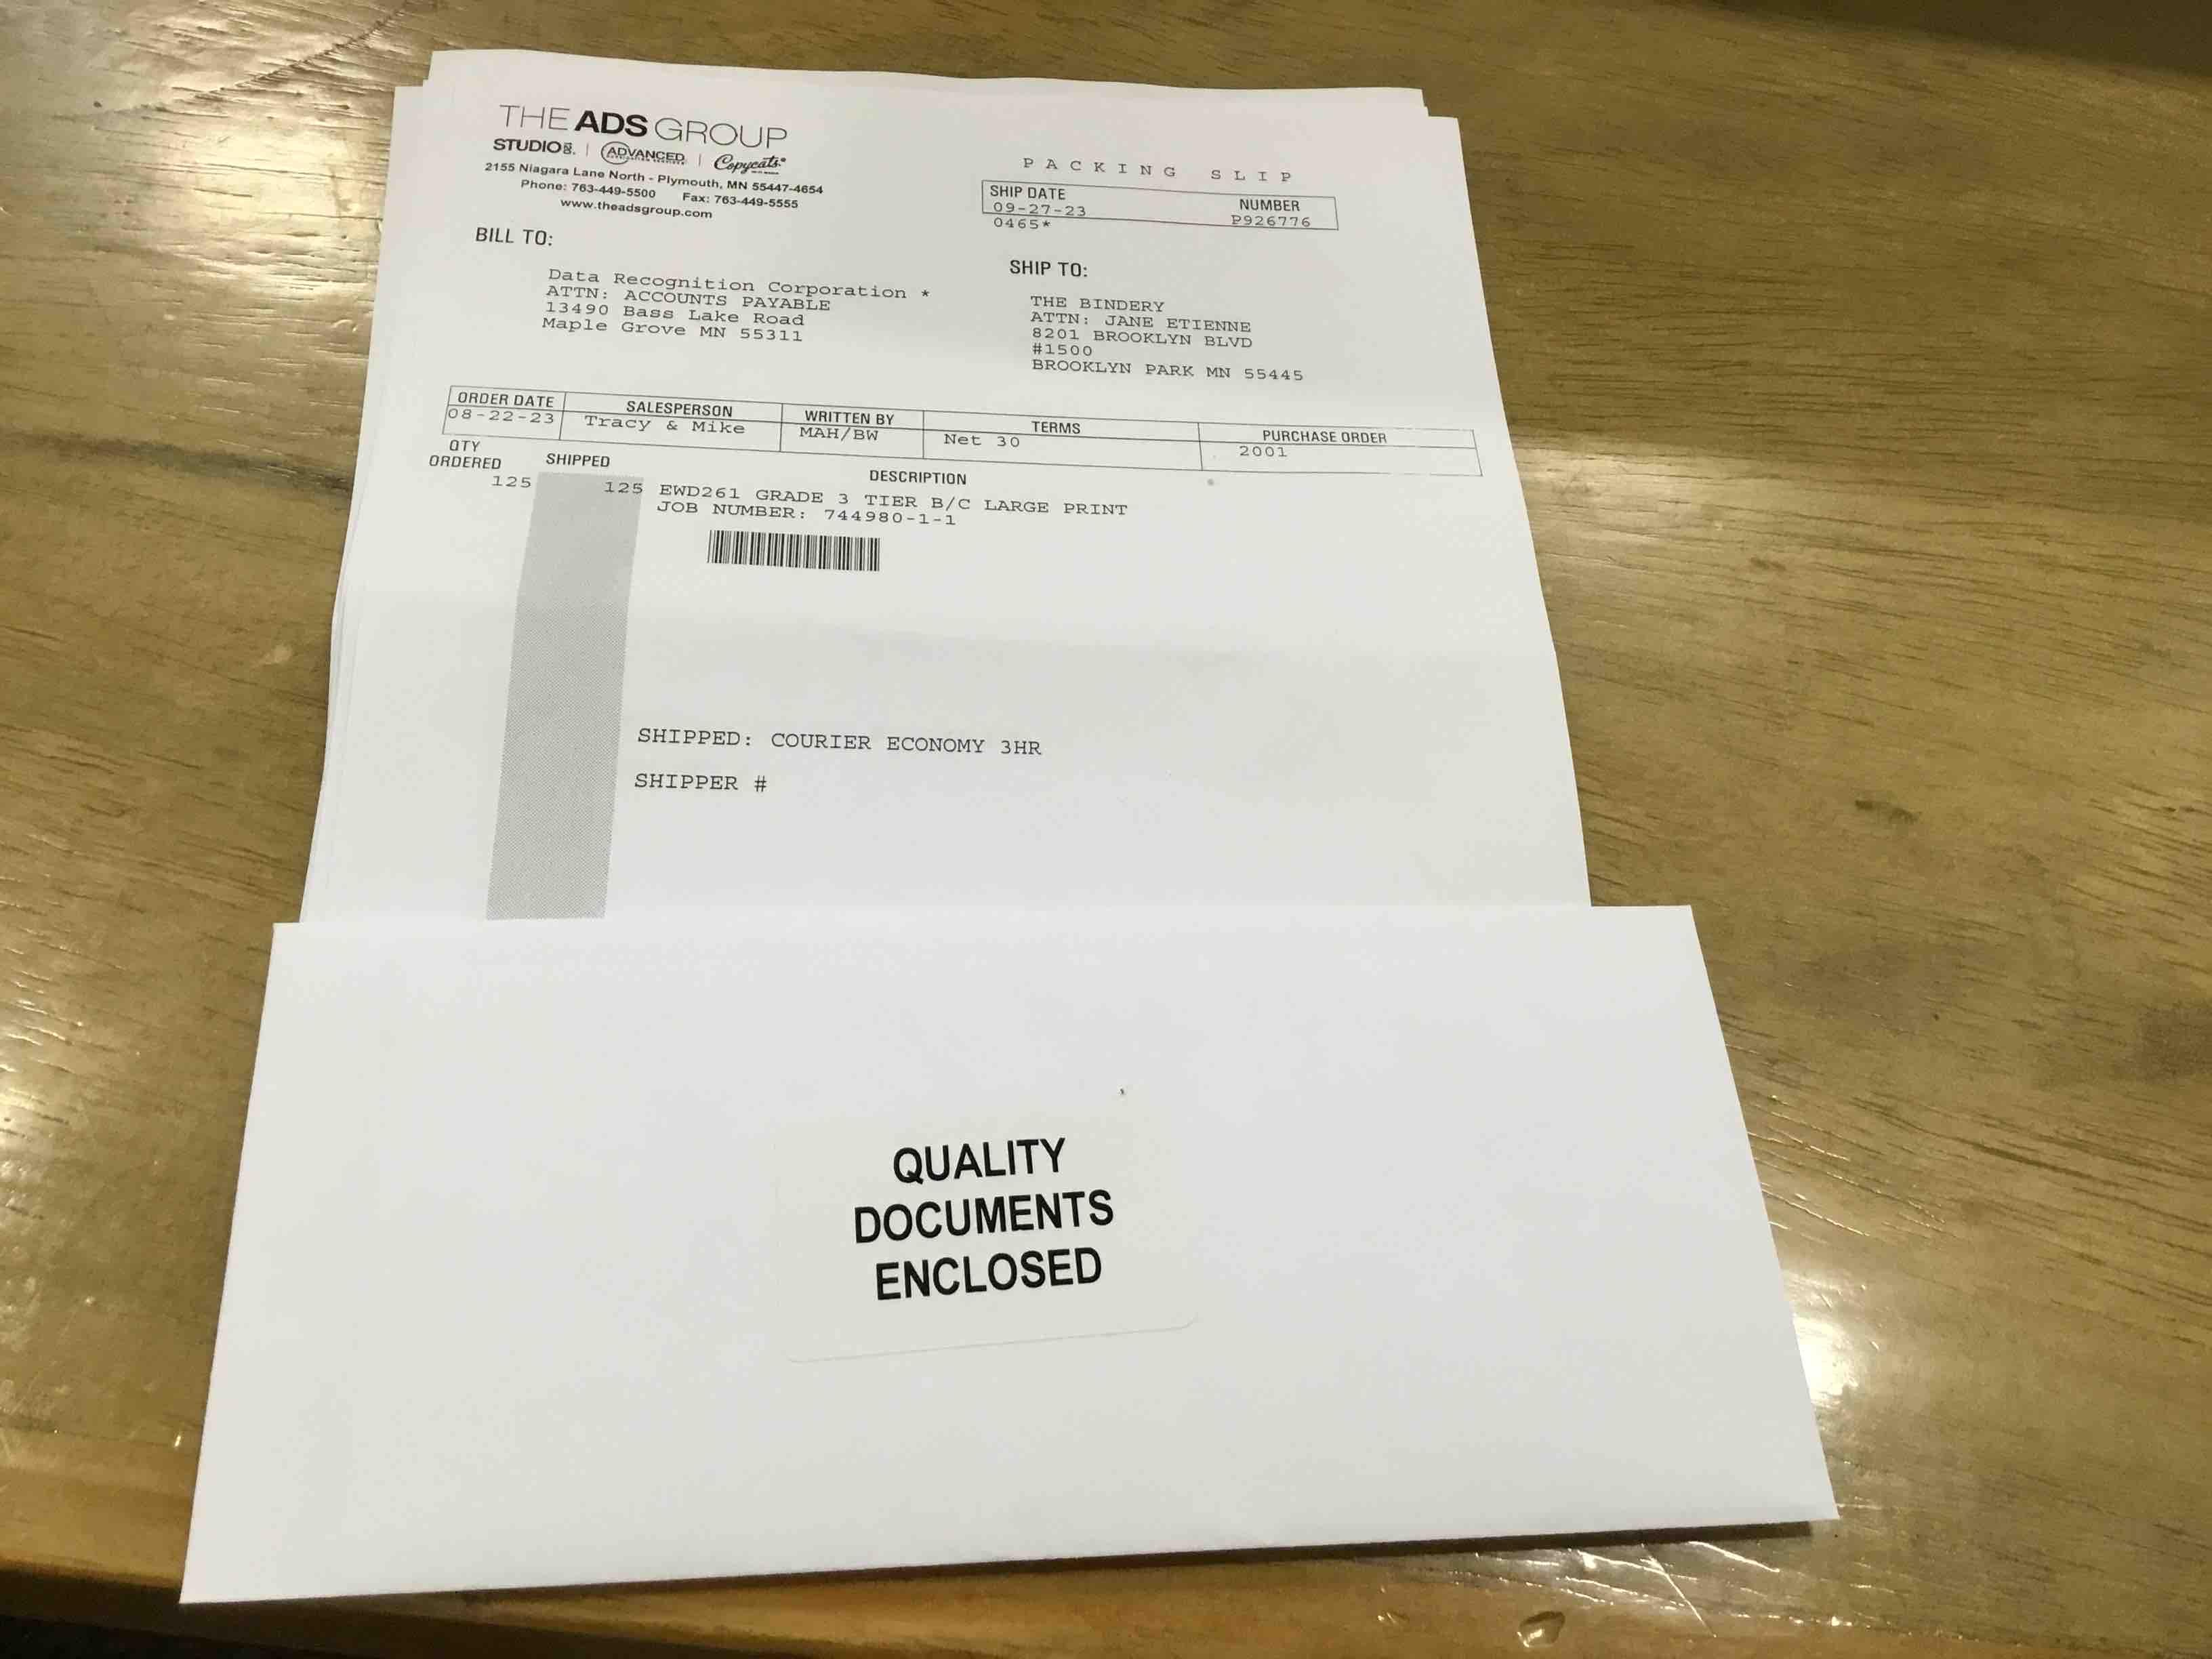 THE ADS GROUP
STUDIO | ADVANCED | Copycats
2155 Niagara Lane North - Plymouth, MN 55447-4654
Phone: 763-449-5500 Fax: 763-449-5555
www.theadsgroup.com
PACKING SLIP
SHIP DATE NUMBER
09-27-23 P926776
0465*
BILL TO:
Data Recognition Corporation *
ATTN: ACCOUNTS PAYABLE
13490 Bass Lake Road
Maple Grove MN 55311
SHIP TO:
THE BINDERY
ATTN: JANE ETIENNE
8201 BROOKLYN BLVD
#1500
BROOKLYN PARK MN 55445
ORDER DATE SALESPERSON WRITTEN BY TERMS PURCHASE ORDER
08-22-23 Tracy & Mike MAH/BW Net 30 2001
QTY
ORDERED SHIPPED DESCRIPTION
125 125 EWD261 GRADE 3 TIER B/C LARGE PRINT
JOB NUMBER: 744980-1-1
SHIPPED: COURIER ECONOMY 3HR
SHIPPER #
QUALITY
DOCUMENTS
ENCLOSED